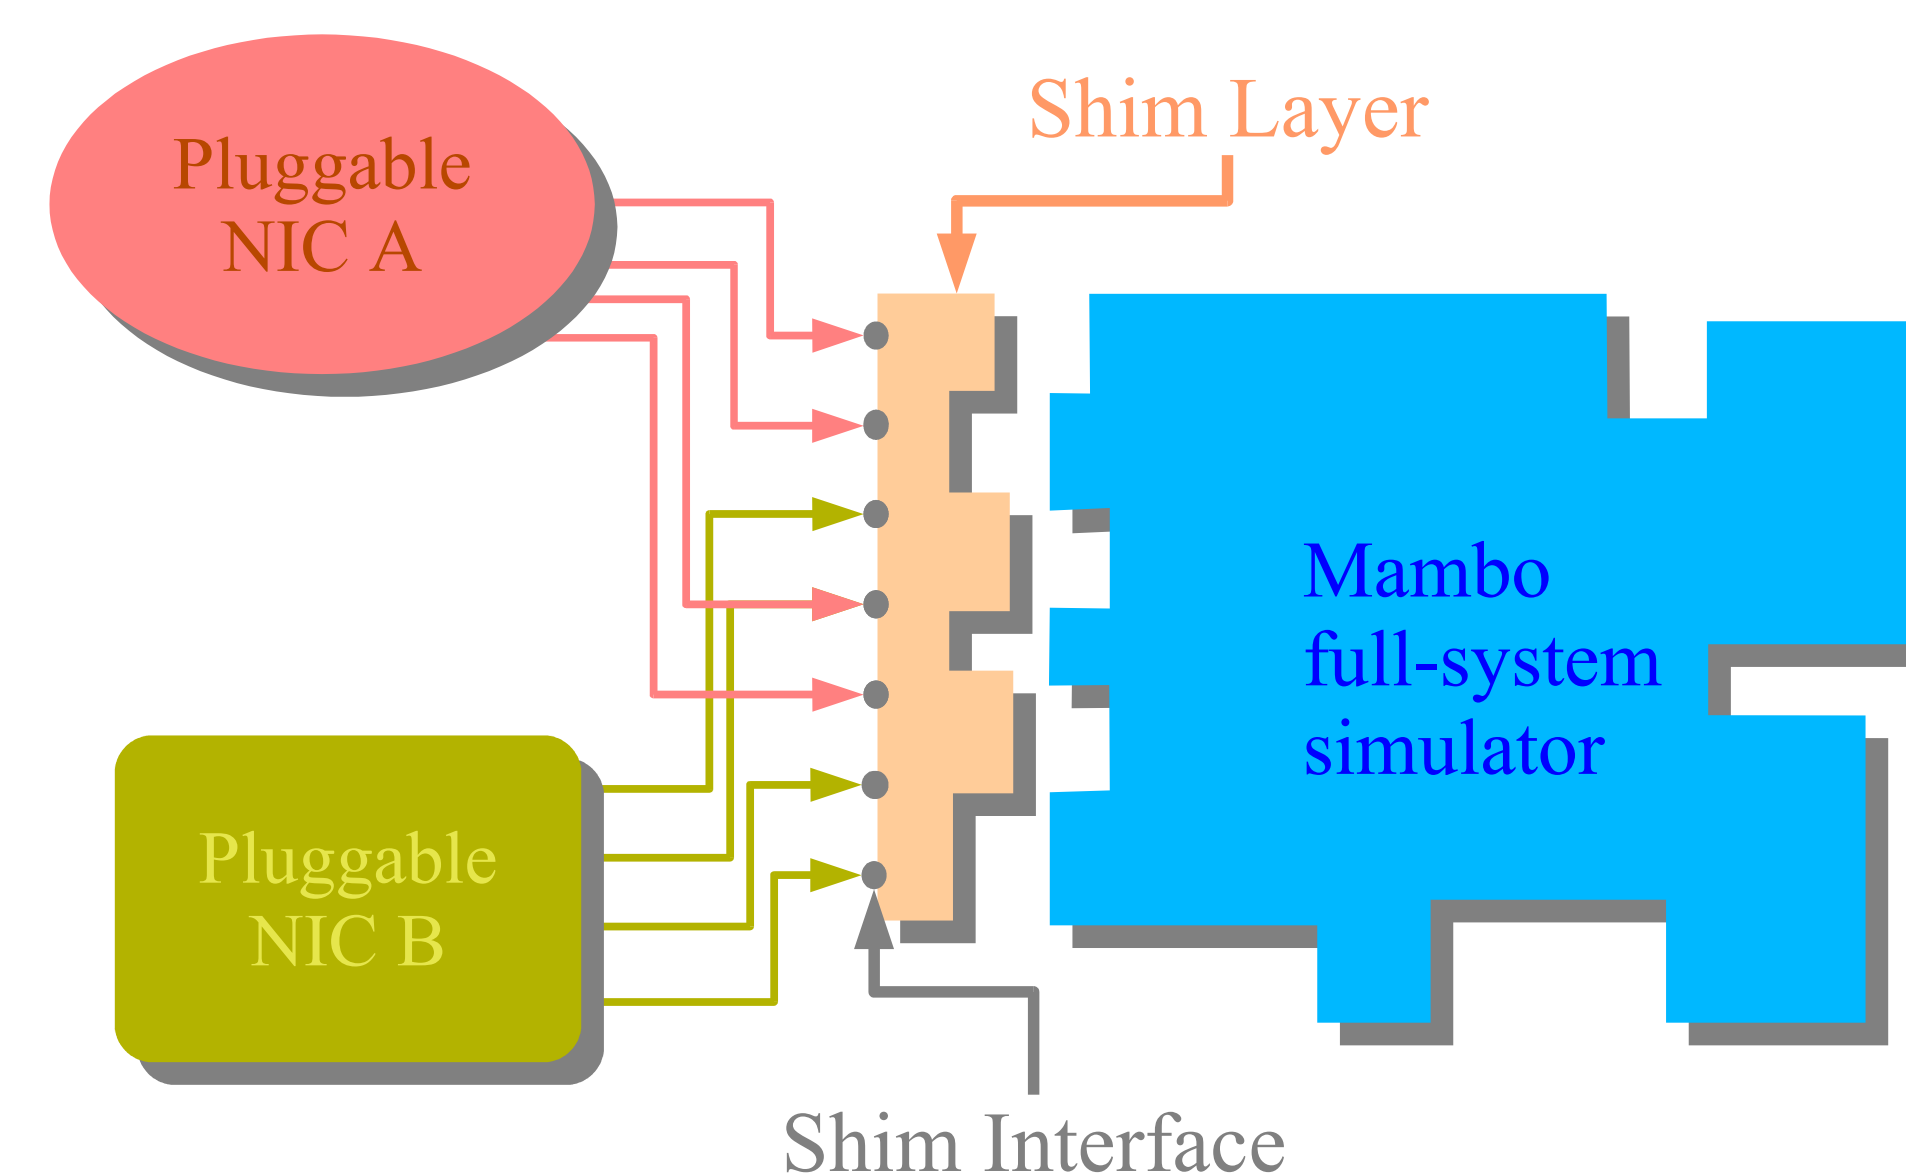 Pluggable
NIC A
Shim Layer
Mambo
full-system
simulator
Pluggable
NIC B
Shim Interface